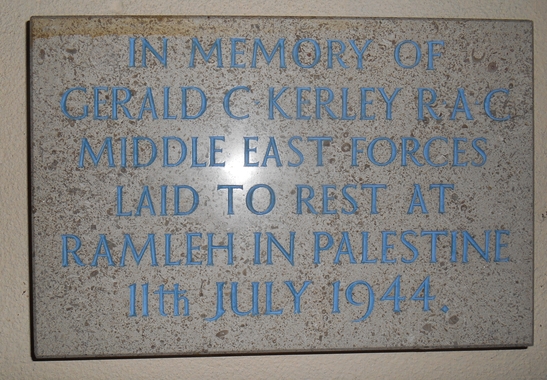 IN MEMORY OF
GERALD C KERLEY R·A·C
MIDDLE EAST FORCES
LAID TO REST AT
RAMLEH IN PALESTINE
11th JULY 1944.